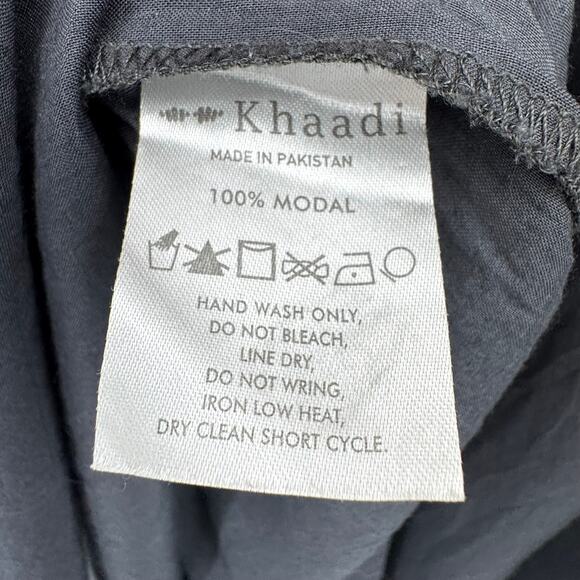 Khaadi
MADE IN PAKISTAN
100% MODAL
HAND WASH ONLY,
DO NOT BLEACH,
LINE DRY,
DO NOT WRING,
IRON LOW HEAT,
DRY CLEAN SHORT CYCLE.